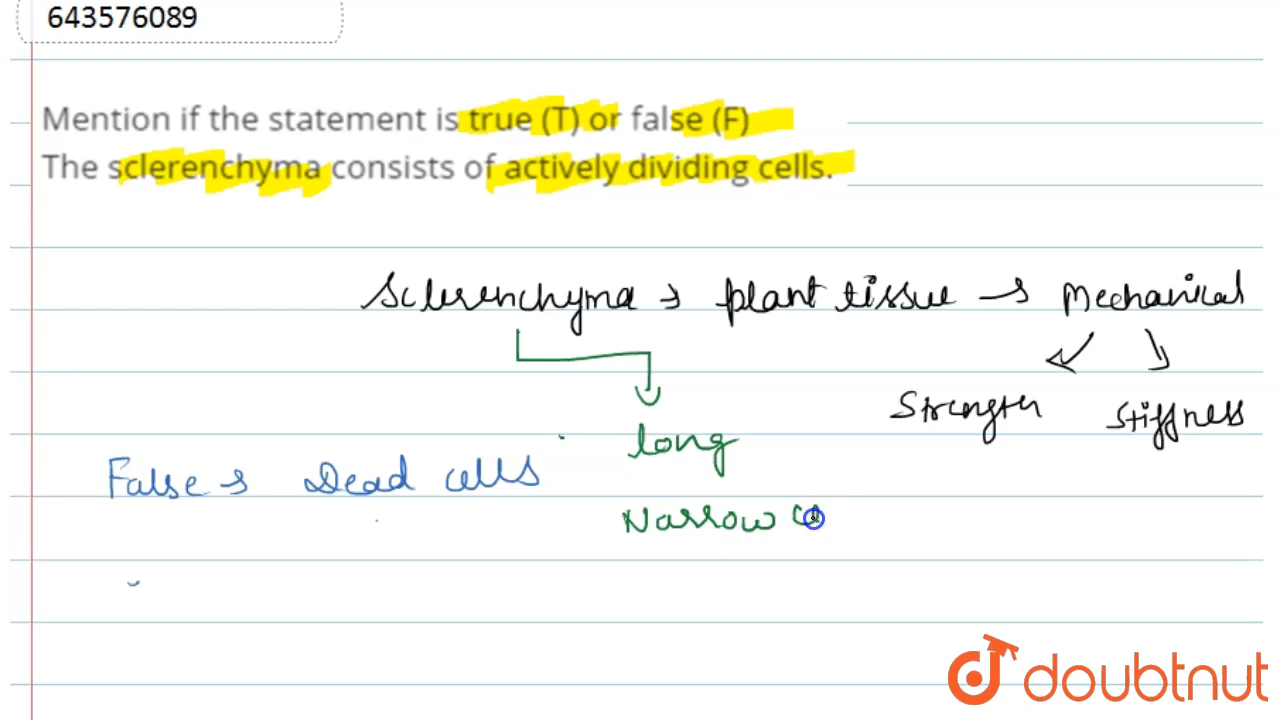 643576089
Mention if the statement is true (T) or false (F)
The sclerenchyma consists of actively dividing cells.
Sclerenchyma → plant tissue → Mechanical
Strength Stiffness
long
False → Dead cells
Narrow
doubtnut